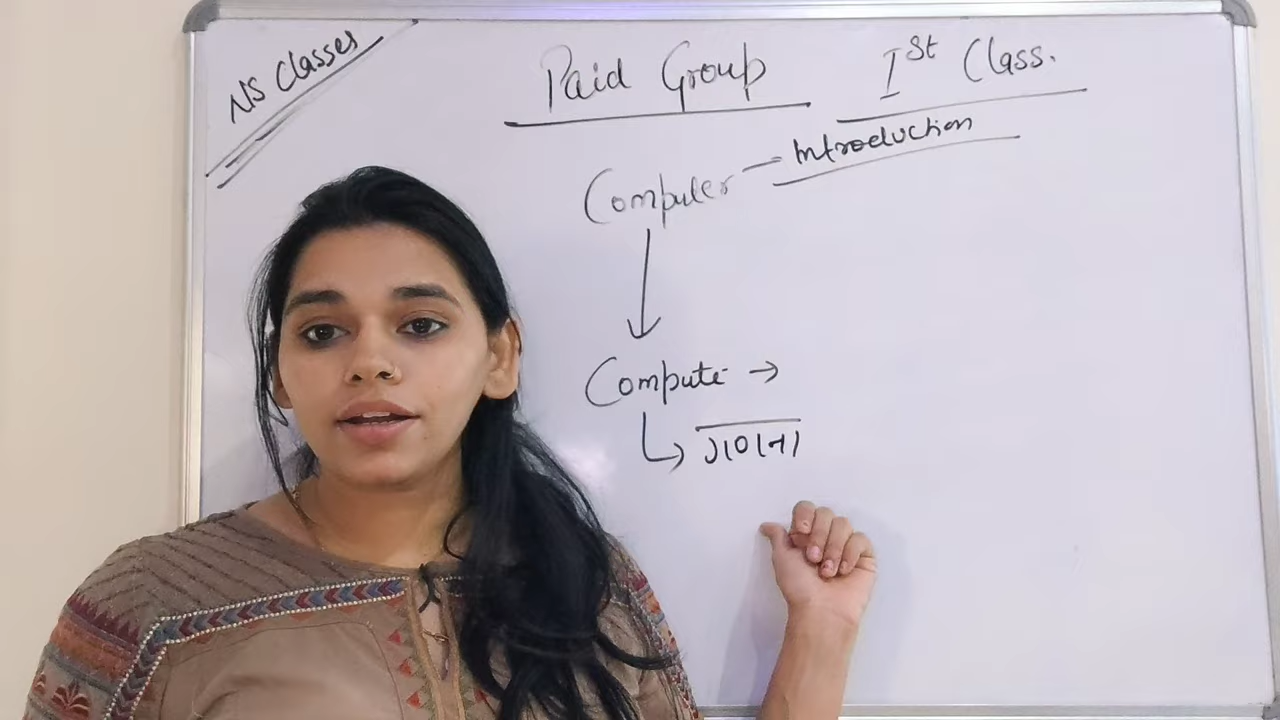 NS Classes
Paid Group Ist Class.
Computer — Introduction
Compute →
गणना